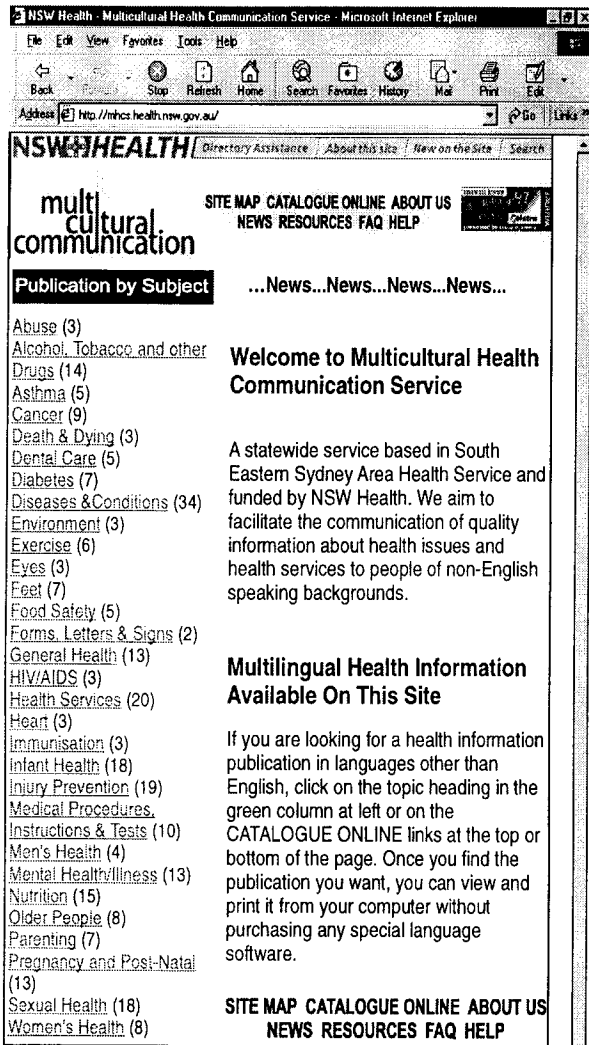 NSW Health - Multicultural Health Communication Service - Microsoft Internet Explorer
File Edit View Favorites Tools Help
Back Stop Refresh Home Search Favorites History Mail Print Edit
Address http://mhcs.health.nsw.gov.au/ Go Links »
NSW HEALTH Directory Assistance / About this site / New on the Site / Search
multi
cultural
communication
SITE MAP CATALOGUE ONLINE ABOUT US
NEWS RESOURCES FAQ HELP
Publication by Subject
Abuse (3)
Alcohol, Tobacco and other
Drugs (14)
Asthma (5)
Cancer (9)
Death & Dying (3)
Dental Care (5)
Diabetes (7)
Diseases &Conditions (34)
Environment (3)
Exercise (6)
Eyes (3)
Feet (7)
Food Safety (5)
Forms, Letters & Signs (2)
General Health (13)
HIV/AIDS (3)
Health Services (20)
Heart (3)
Immunisation (3)
Infant Health (18)
Injury Prevention (19)
Medical Procedures,
Instructions & Tests (10)
Men's Health (4)
Mental Health/Illness (13)
Nutrition (15)
Older People (8)
Parenting (7)
Pregnancy and Post-Natal
(13)
Sexual Health (18)
Women's Health (8)
...News...News...News...News...
Welcome to Multicultural Health
Communication Service
A statewide service based in South
Eastern Sydney Area Health Service and
funded by NSW Health. We aim to
facilitate the communication of quality
information about health issues and
health services to people of non-English
speaking backgrounds.
Multilingual Health Information
Available On This Site
If you are looking for a health information
publication in languages other than
English, click on the topic heading in the
green column at left or on the
CATALOGUE ONLINE links at the top or
bottom of the page. Once you find the
publication you want, you can view and
print it from your computer without
purchasing any special language
software.
SITE MAP CATALOGUE ONLINE ABOUT US
NEWS RESOURCES FAQ HELP